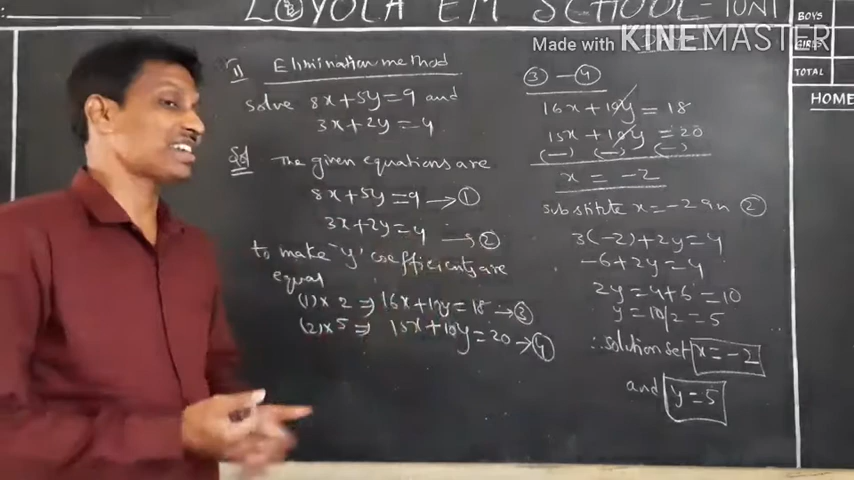 LOYOLA EM SCHOOL - 10N1
Made with KINEMASTER
BOYS
GIRLS
TOTAL
HOME
1) Elimination method
Solve 8x+5y=9 and
3x+2y=4
Sol The given equations are
8x+5y=9 → ①
3x+2y=4 → ②
to make "y" coefficients are
equal
(1)×2 ⇒ 16x+10y=18 → ③
(2)×5 ⇒ 15x+10y=20 → ④
③ - ④
16x+10y=18
15x+10y=20
(-) (-) (-)
x = -2
Substitute x=-2 in ②
3(-2)+2y=4
-6+2y=4
2y=4+6=10
y=10/2=5
∴ solution set x=-2
and y=5